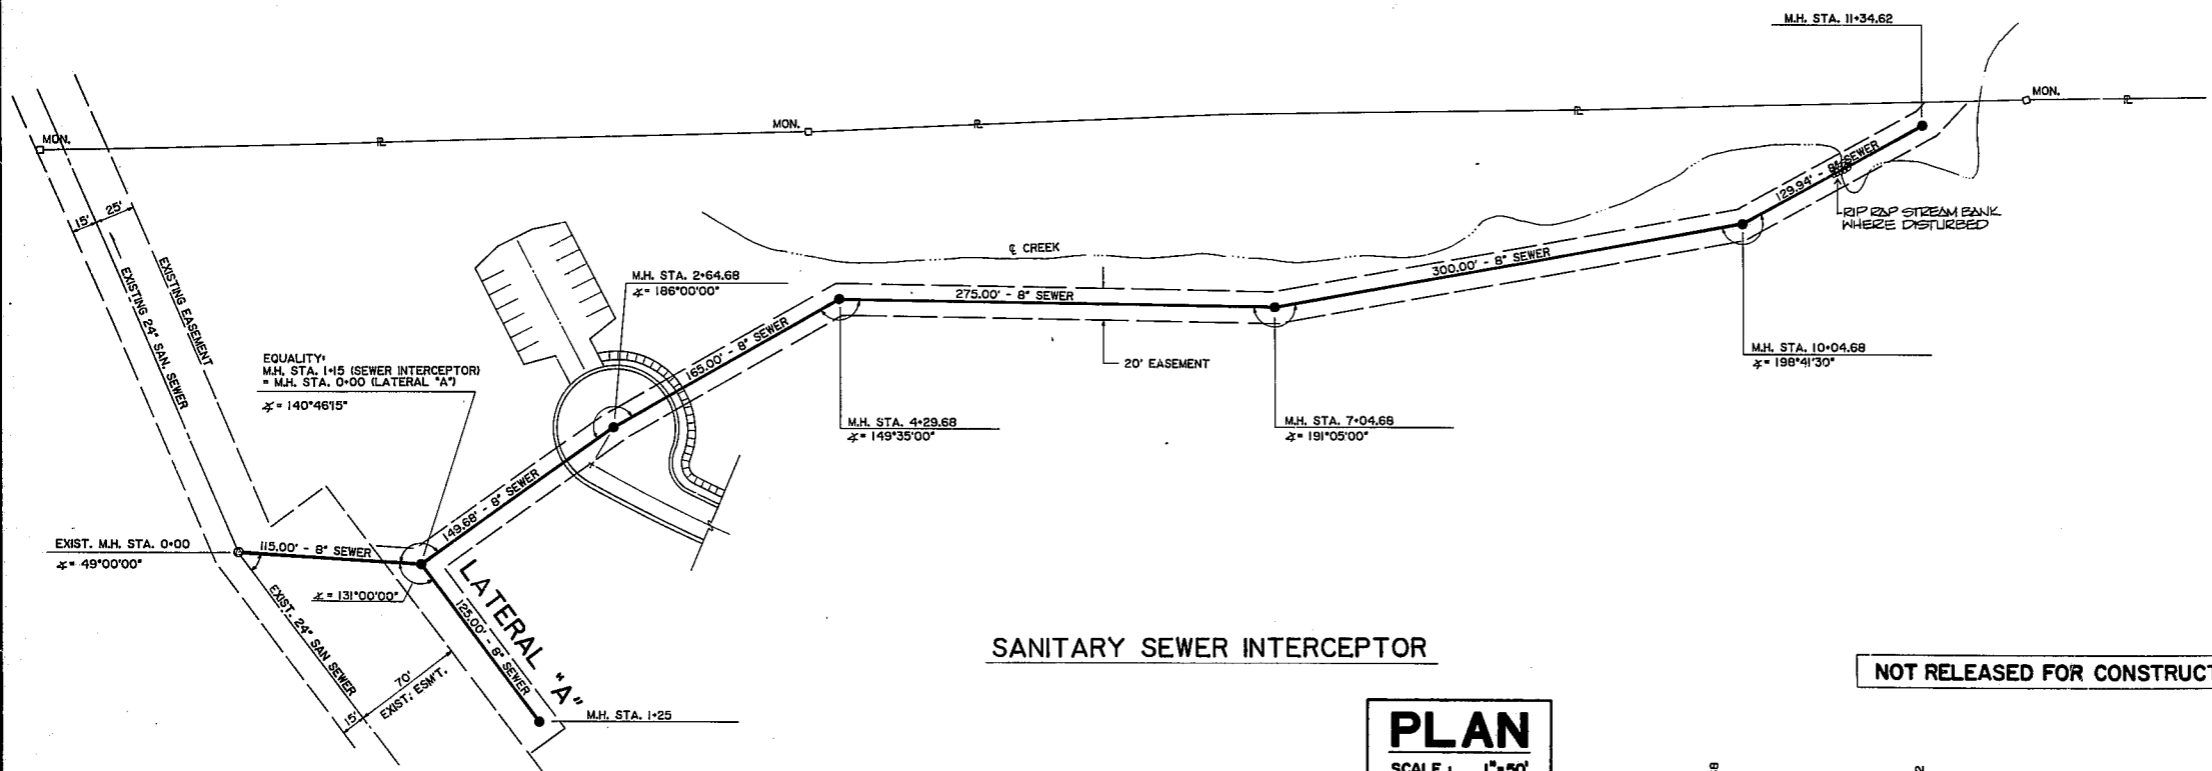 M.H. STA. 11+34.62
MON.
MON.
MON.
PL
PL
PL
PL
15'
25'
EXISTING EASEMENT
EXISTING 24" SAN. SEWER
129.94' - 8" SEWER
RIP RAP STREAM BANK
WHERE DISTURBED
℄ CREEK
M.H. STA. 2+64.68
∡= 186°00'00"
300.00' - 8" SEWER
275.00' - 8" SEWER
165.00' - 8" SEWER
20' EASEMENT
M.H. STA. 10+04.68
∡= 198°41'30"
EQUALITY:
M.H. STA. 1+15 (SEWER INTERCEPTOR)
= M.H. STA. 0+00 (LATERAL "A")
∡= 140°46'15"
M.H. STA. 4+29.68
∡= 149°35'00"
M.H. STA. 7+04.68
∡= 191°05'00"
149.68' - 8" SEWER
EXIST. M.H. STA. 0+00
∡= 49°00'00"
115.00' - 8" SEWER
∡= 131°00'00"
LATERAL "A"
125.00' - 8" SEWER
EXIST. 24" SAN SEWER
70'
EXIST. ESM'T.
15'
M.H. STA. 1+25
SANITARY SEWER INTERCEPTOR
NOT RELEASED FOR CONSTRUCT
PLAN
SCALE : 1"=50'